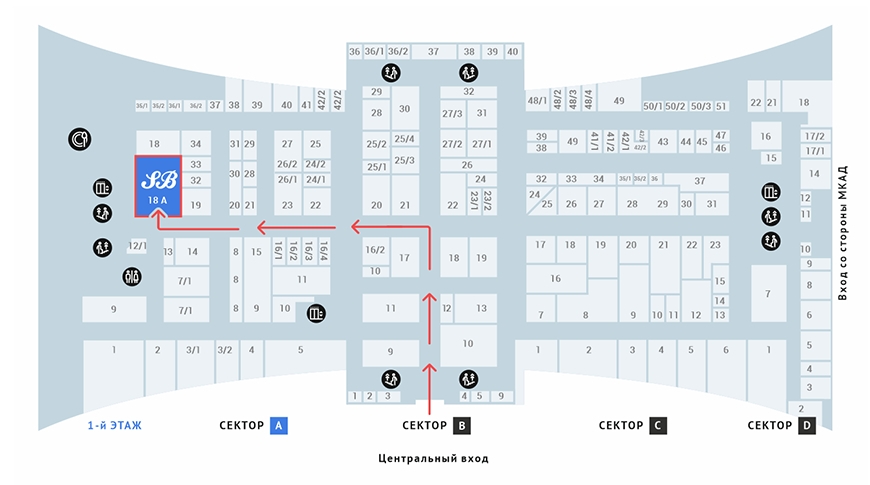 36 36/1 36/2 37 38 39 40
29 30 32
28 27/3 31
48/1 48/2 48/3 48/4 49 50/1 50/2 50/3 51
22 21 18
35/1 35/2 36/1 36/2 37 38 39 40 41 42/2 42/2
18 34 31 29 27 25
25/2 25/4 27/2 27/1
39 38 49 41/1 41/2 42/1 42/2 43 44 45 46 47
16 17/2 17/1
15 14
33 32 30 28 26/2 24/2 26/1 24/1
25/1 25/3 26 24
SB
18 A
19 20 21 23 22 20 21 22 23/1 23/2
32 33 34 35/1 35/2 36 37
24 25 26 27 28 29 30 31
12 11
12/1 13 14 8 15 16/1 16/2 16/3 16/4
16/2 17 10 18 19
17 18 19 20 21 22 23
10 9
7/1 8 9 11 16 15 14 8
9 7/1 8 9 10 11 12 13
7 8 9 10 11 12 13 7 6
10 5
1 2 3/1 3/2 4 5 9
1 2 3 4 5 6 1
4 3
1 2 3 4 5 9
2
Вход со стороны МКАД
1-й ЭТАЖ СЕКТОР A СЕКТОР B СЕКТОР C СЕКТОР D
Центральный вход